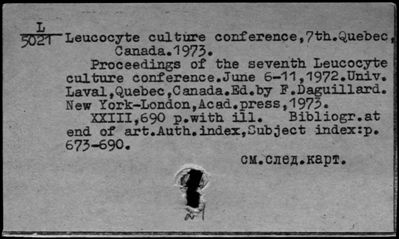 L
5021 Leucocyte culture conference,7th.Quebec,
Canada.1973.
Proceedings of the seventh Leucocyte
culture conference.June 6-11,1972.Univ.
Laval,Quebec,Canada.Ed.by F.Daguillard.
New York-London,Acad.press,1973.
XXIII,690 p.with ill. Bibliogr.at
end of art.Auth.index,Subject index:p.
673-690.
см.след.карт.